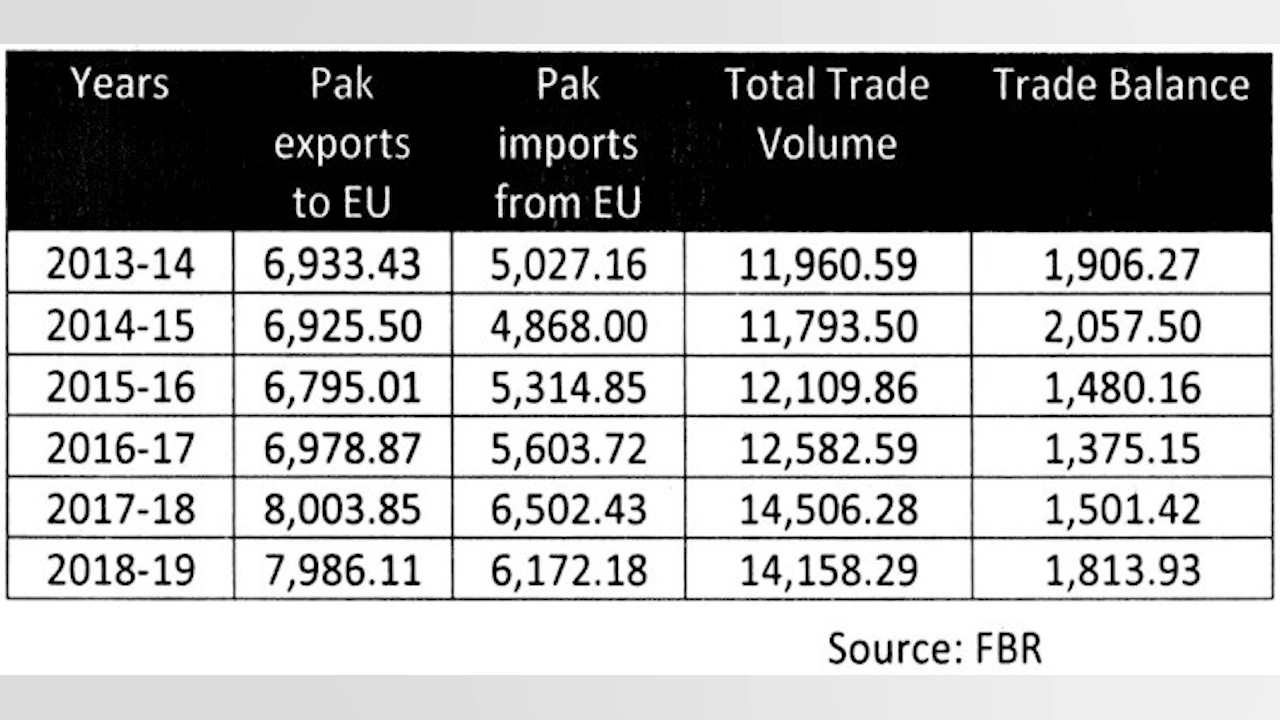 Years Pak exports to EU Pak imports from EU Total Trade Volume Trade Balance
2013-14 6,933.43 5,027.16 11,960.59 1,906.27
2014-15 6,925.50 4,868.00 11,793.50 2,057.50
2015-16 6,795.01 5,314.85 12,109.86 1,480.16
2016-17 6,978.87 5,603.72 12,582.59 1,375.15
2017-18 8,003.85 6,502.43 14,506.28 1,501.42
2018-19 7,986.11 6,172.18 14,158.29 1,813.93
Source: FBR